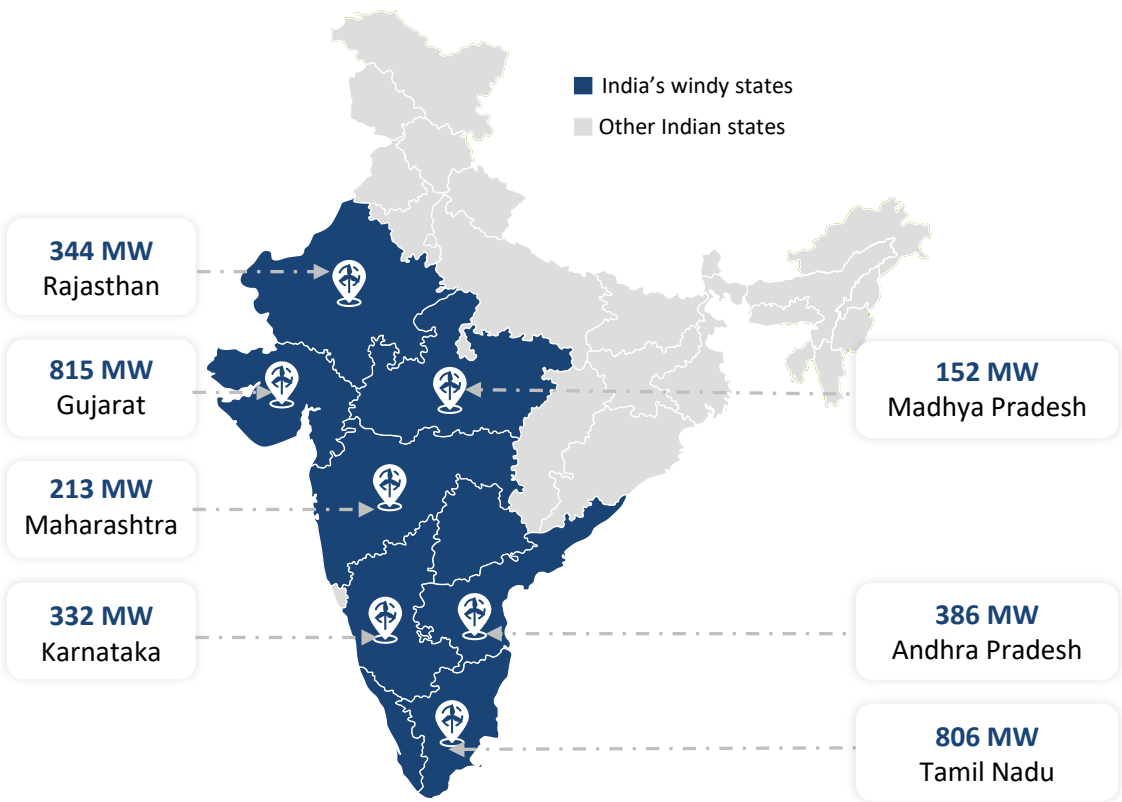 India's windy states
Other Indian states
344 MW
Rajasthan
815 MW
Gujarat
213 MW
Maharashtra
332 MW
Karnataka
152 MW
Madhya Pradesh
386 MW
Andhra Pradesh
806 MW
Tamil Nadu